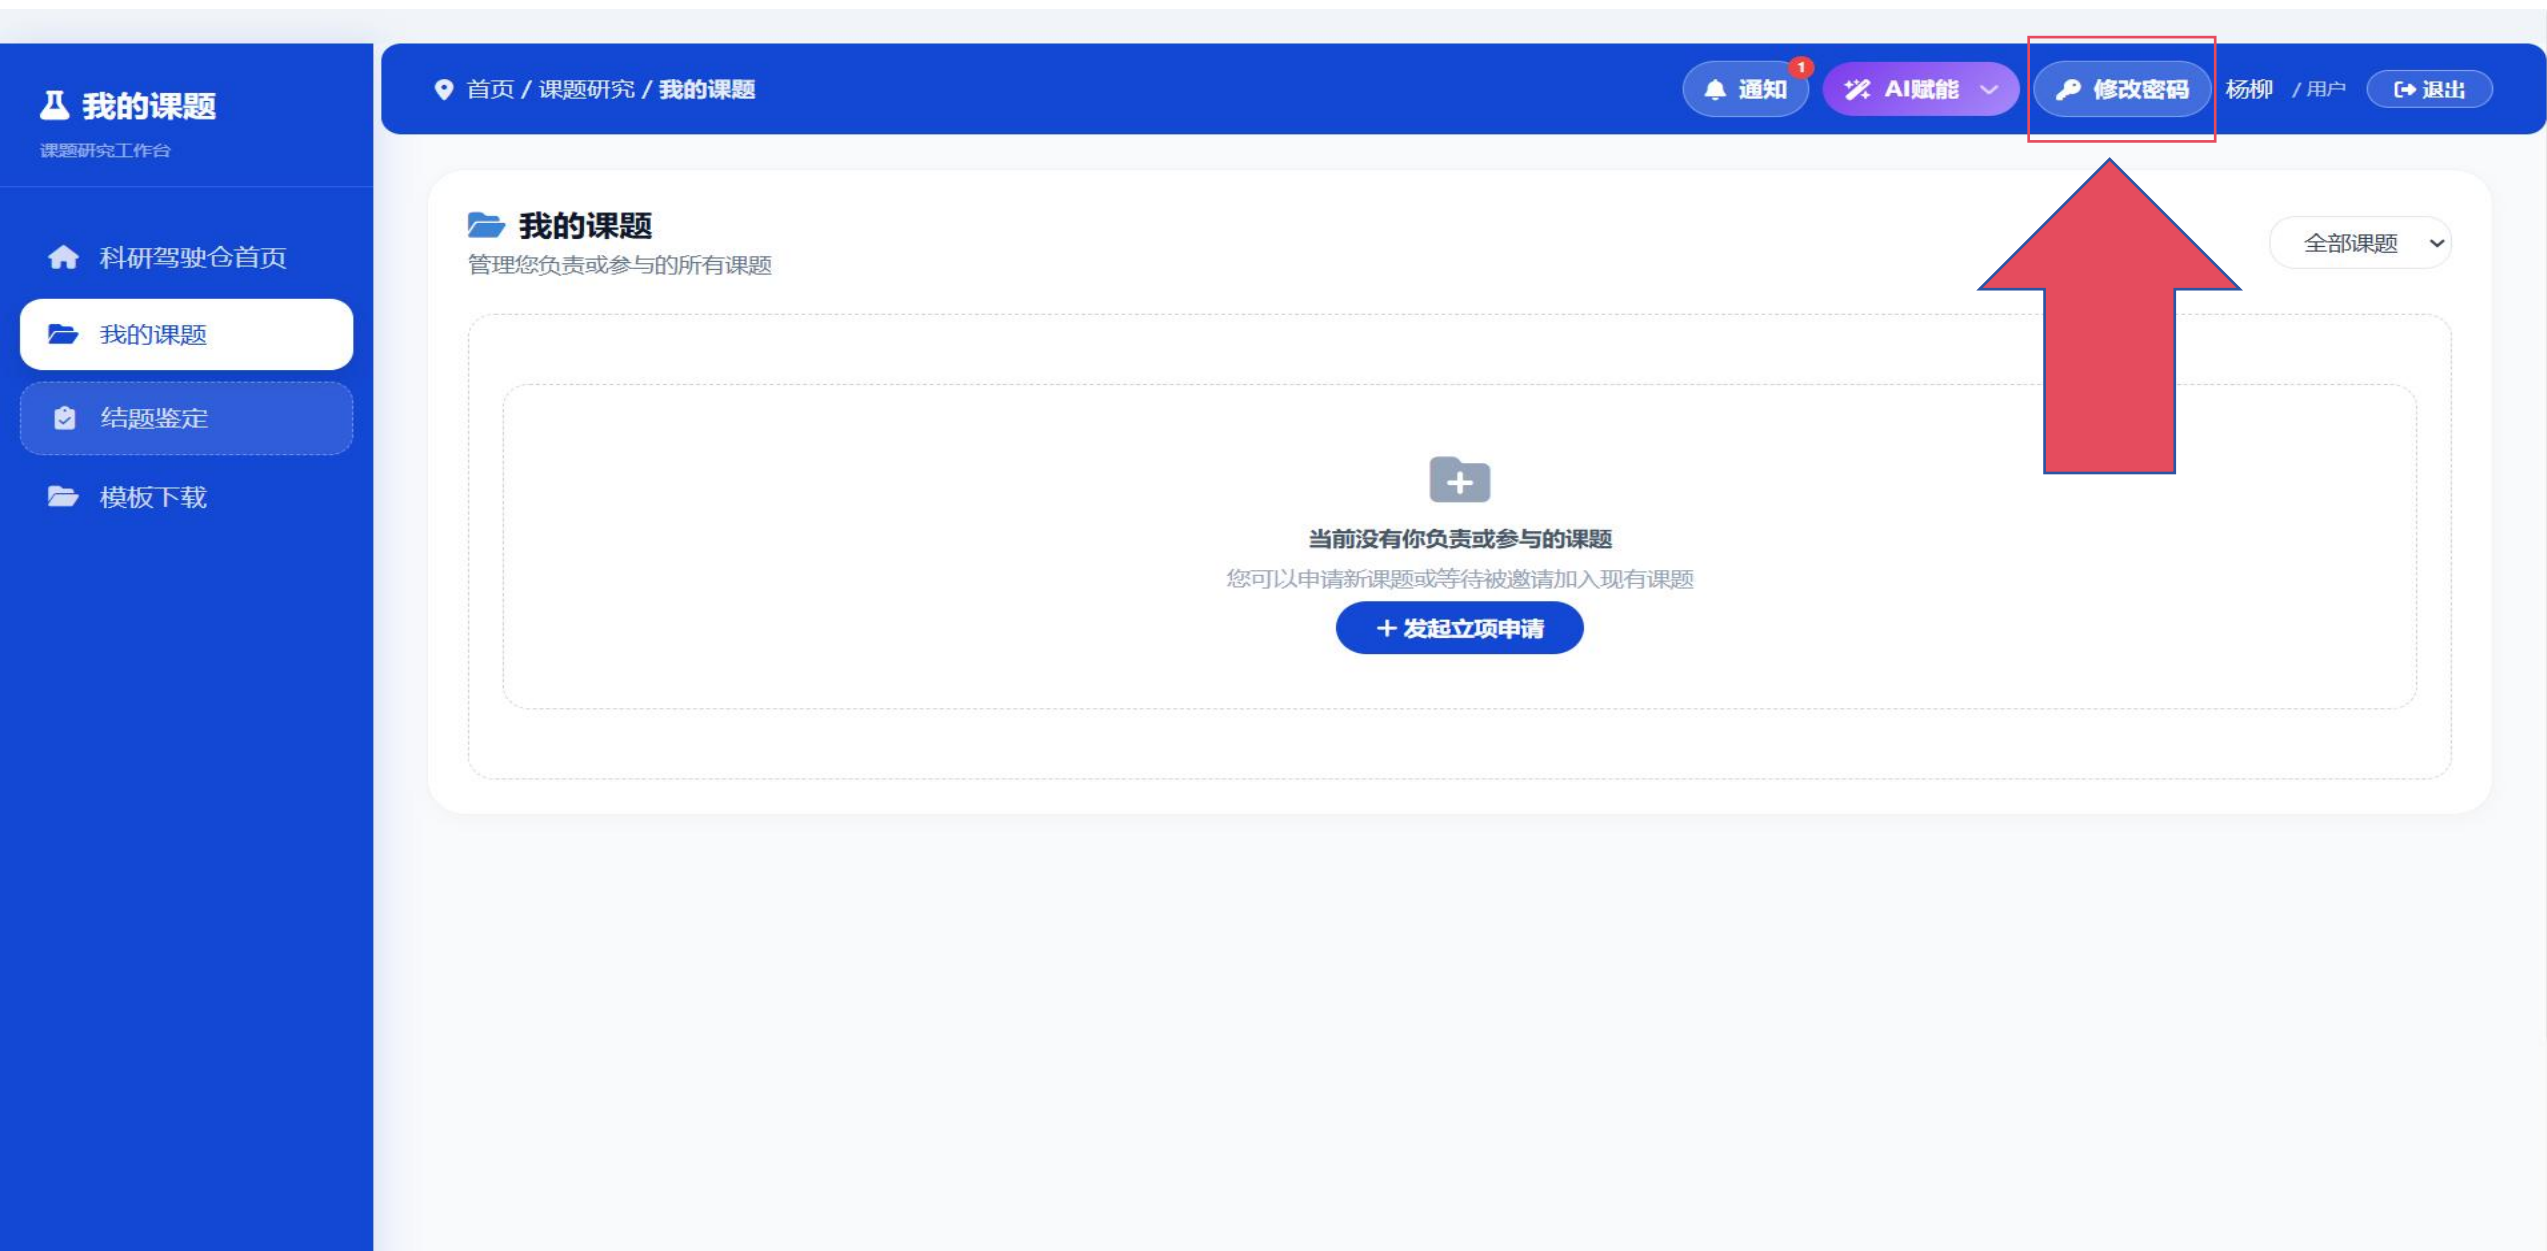 我的课题
课题研究工作台
科研驾驶仓首页
我的课题
结题鉴定
模板下载
首页 / 课题研究 / 我的课题
通知 1 AI赋能 修改密码 杨柳 / 用户 退出
我的课题
管理您负责或参与的所有课题
全部课题
当前没有你负责或参与的课题
您可以申请新课题或等待被邀请加入现有课题
+ 发起立项申请